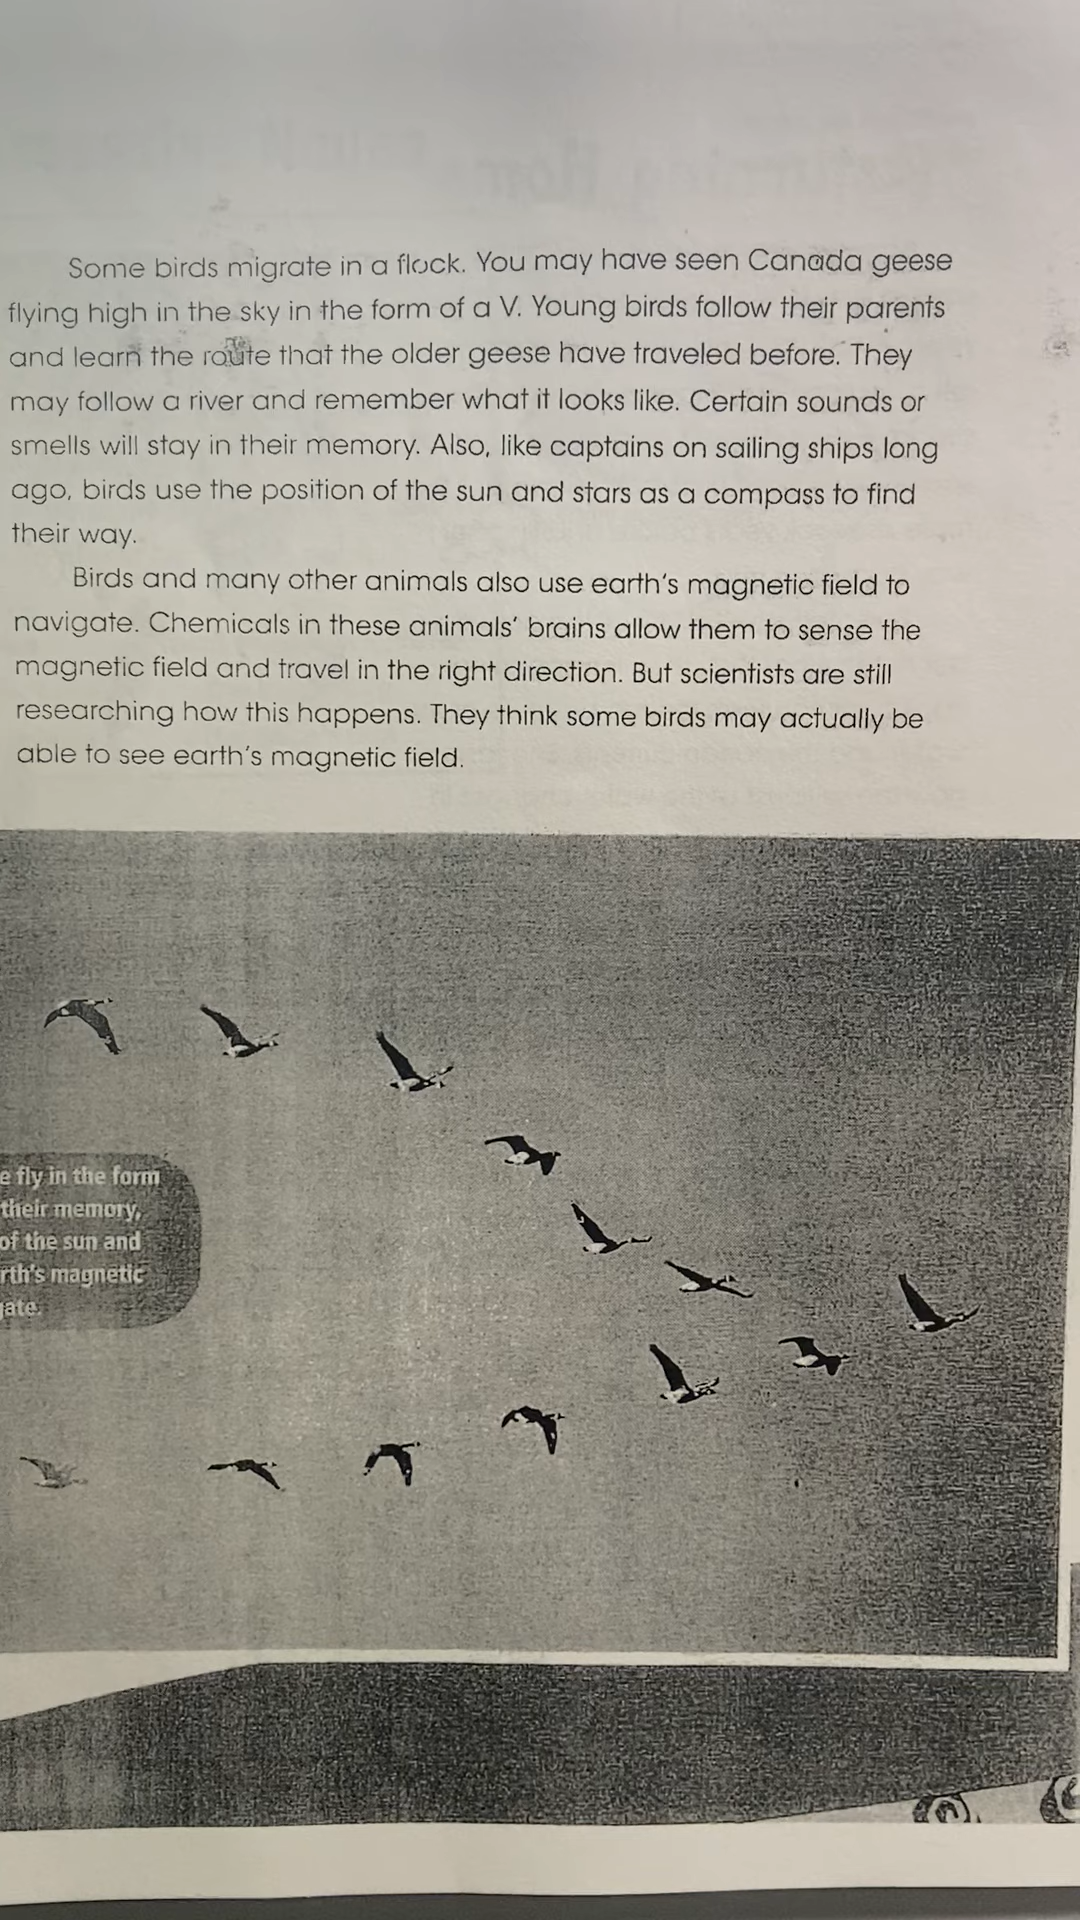 Some birds migrate in a flock. You may have seen Canada geese
flying high in the sky in the form of a V. Young birds follow their parents
and learn the route that the older geese have traveled before. They
may follow a river and remember what it looks like. Certain sounds or
smells will stay in their memory. Also, like captains on sailing ships long
ago, birds use the position of the sun and stars as a compass to find
their way.
Birds and many other animals also use earth's magnetic field to
navigate. Chemicals in these animals' brains allow them to sense the
magnetic field and travel in the right direction. But scientists are still
researching how this happens. They think some birds may actually be
able to see earth's magnetic field.
e fly in the form
their memory,
of the sun and
rth's magnetic
gate.